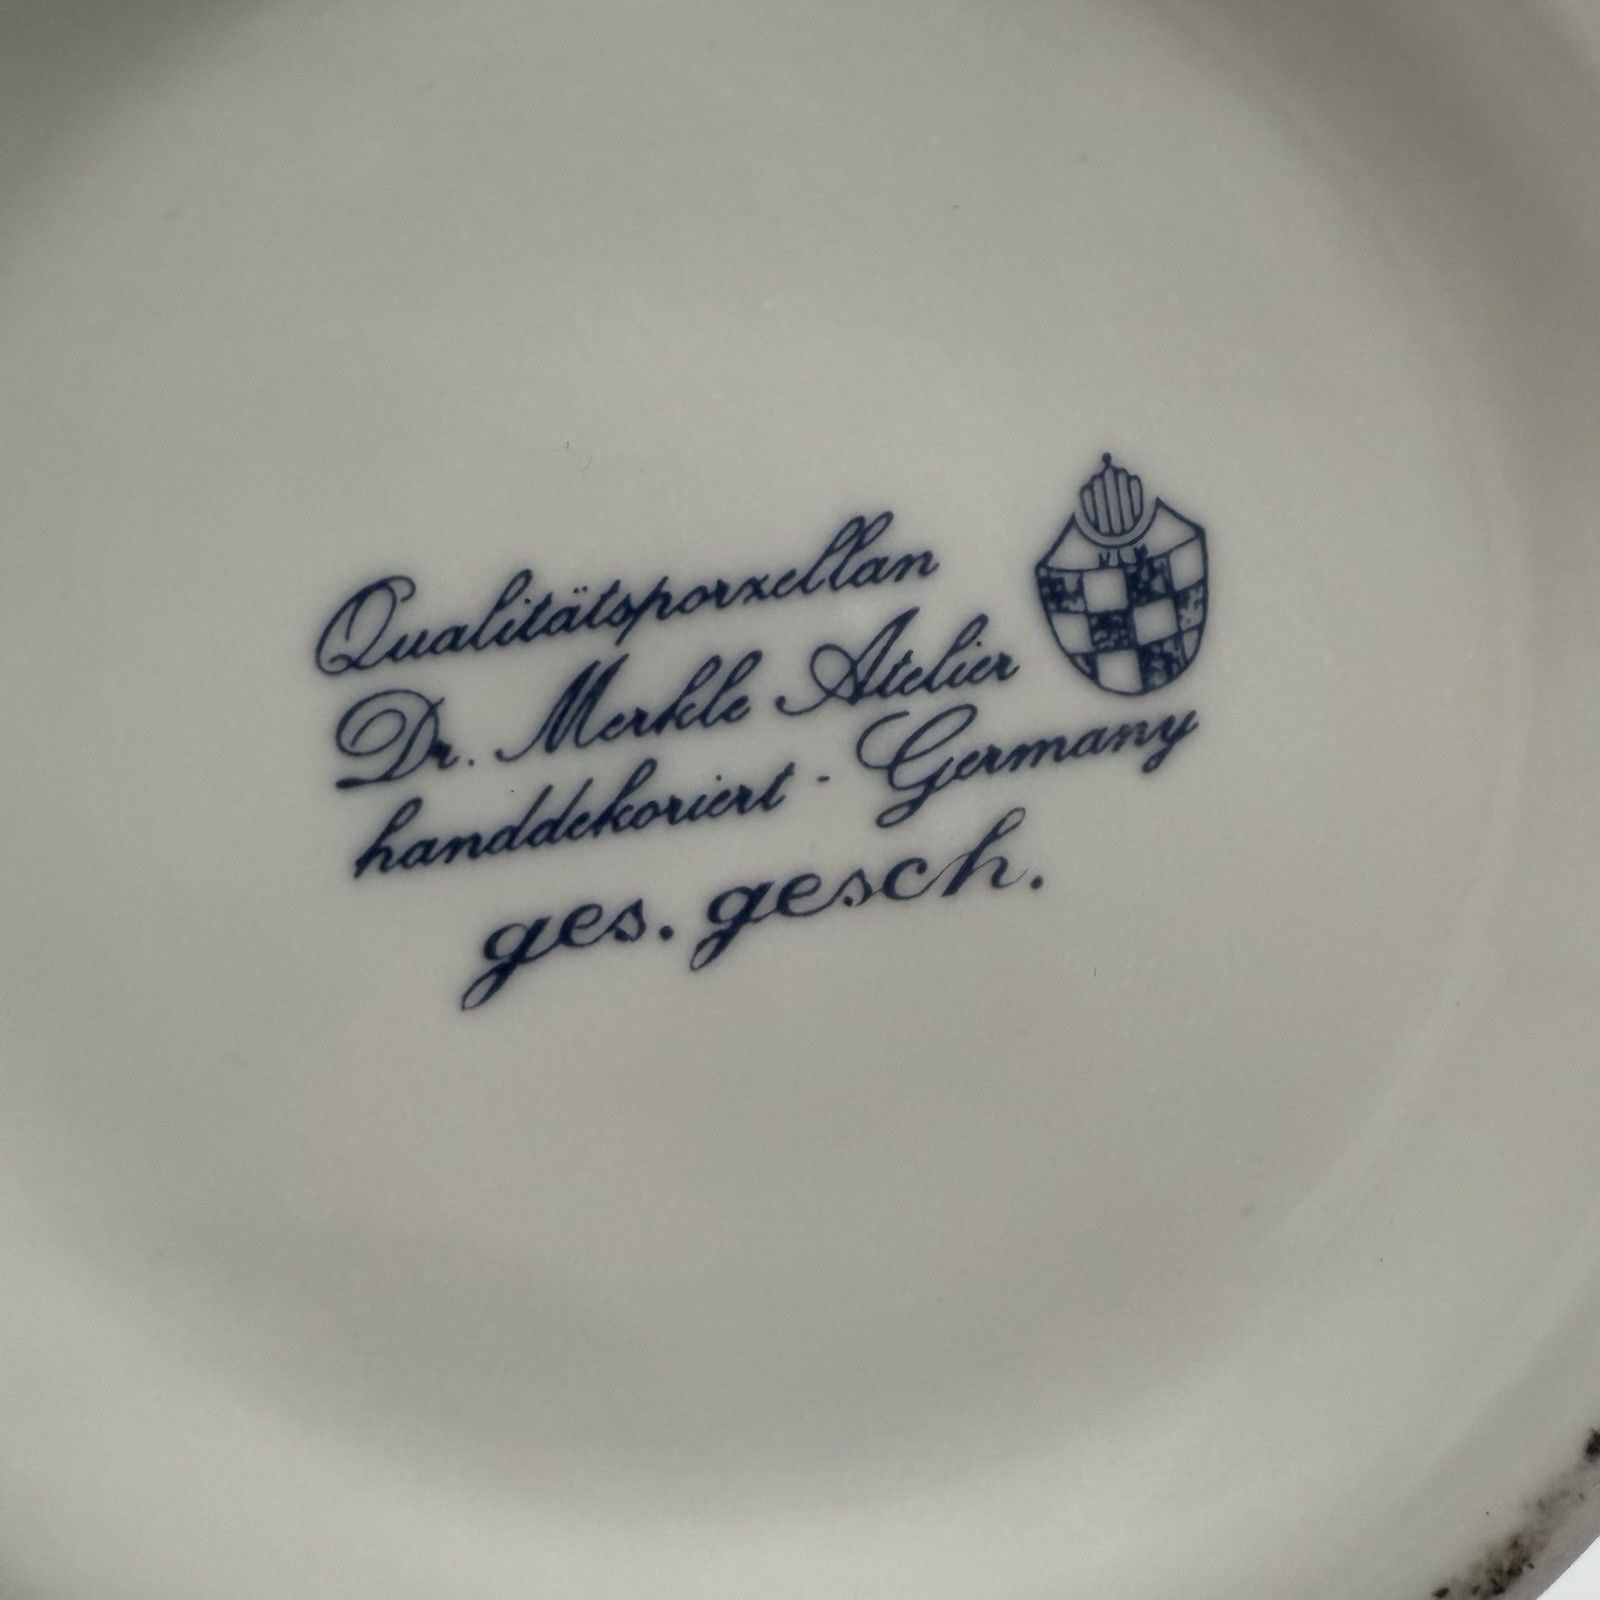 Qualitätsporzellan
Dr. Merkle Atelier
handdekoriert - Germany
ges. gesch.